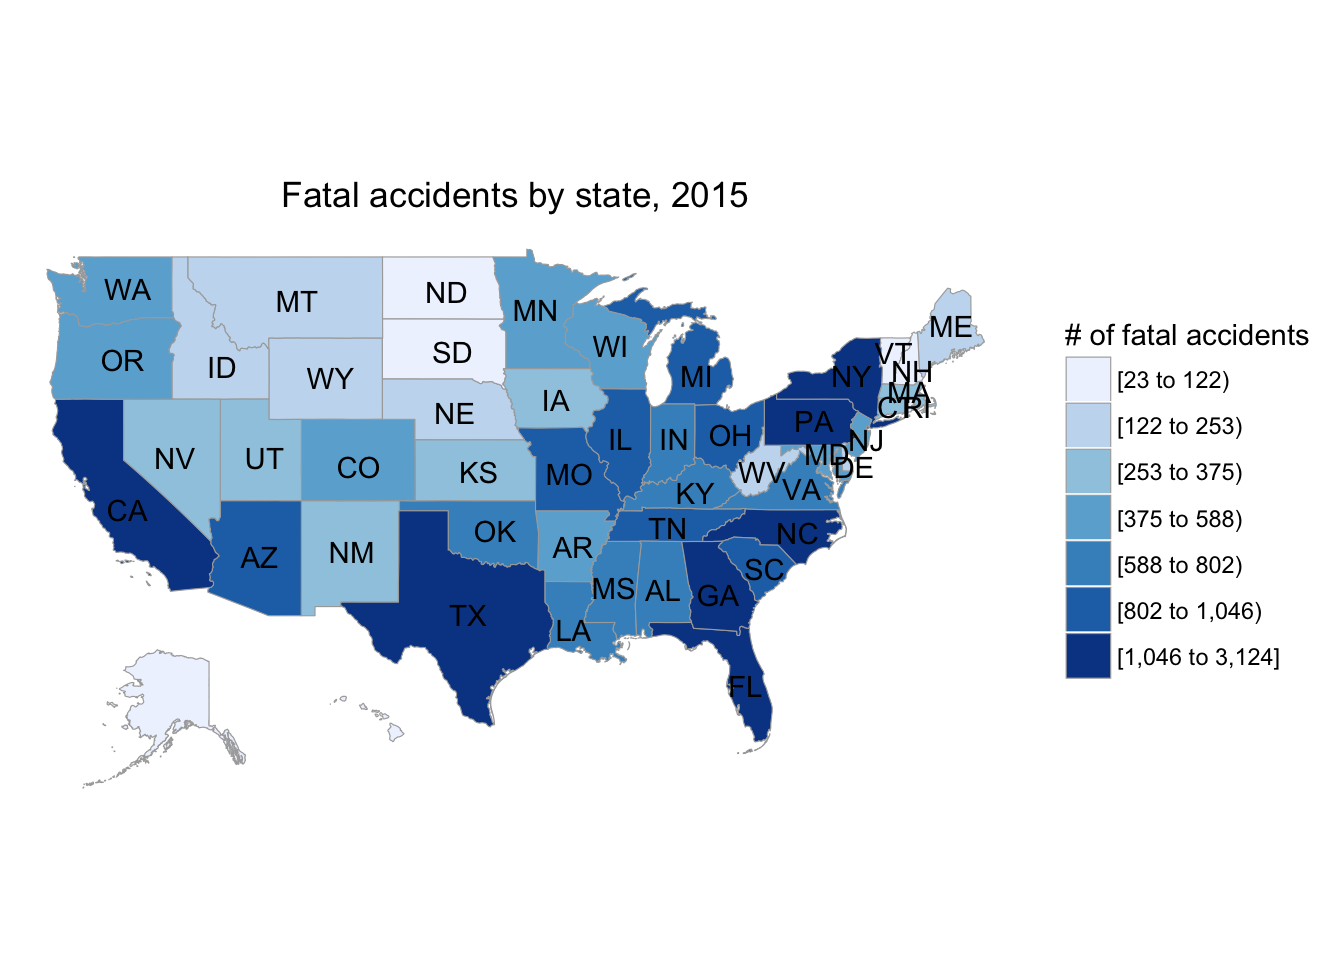 Fatal accidents by state, 2015
WA
MT
ND
MN
ME
OR
ID
SD
WI
VT
NH
WY
MI
NY
MA
NE
IA
CT
RI
NV
UT
CO
KS
MO
IL
IN
OH
PA
NJ
MD
DE
WV
VA
KY
CA
AZ
NM
OK
AR
TN
NC
SC
MS
AL
GA
TX
LA
FL
# of fatal accidents
[23 to 122)
[122 to 253)
[253 to 375)
[375 to 588)
[588 to 802)
[802 to 1,046)
[1,046 to 3,124]